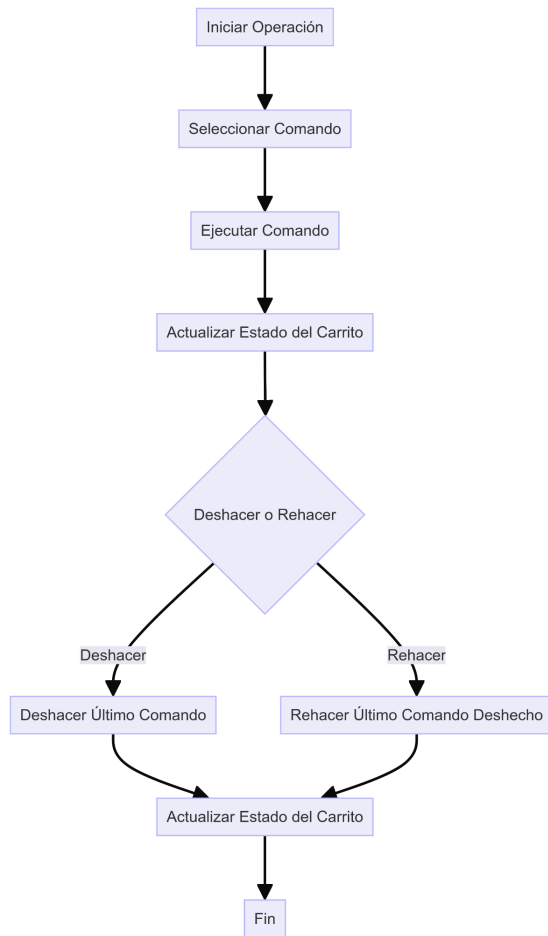 Iniciar Operación
Seleccionar Comando
Ejecutar Comando
Actualizar Estado del Carrito
Deshacer o Rehacer
Deshacer
Rehacer
Deshacer Último Comando
Rehacer Último Comando Deshecho
Actualizar Estado del Carrito
Fin